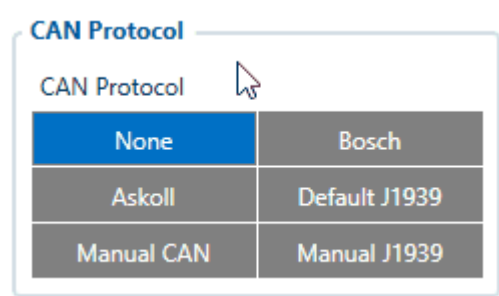 CAN Protocol
CAN Protocol
None Bosch
Askoll Default J1939
Manual CAN Manual J1939